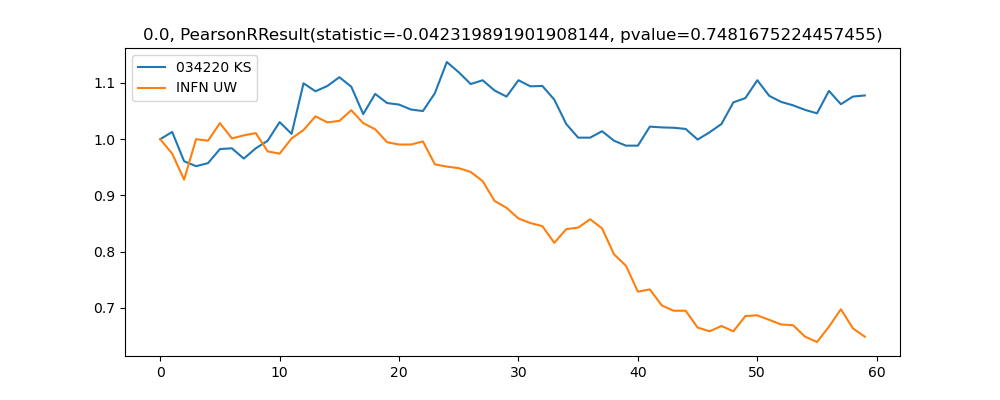 0.0, PearsonRResult(statistic=-0.042319891901908144, pvalue=0.7481675224457455)
034220 KS
INFN UW
1.1
1.0
0.9
0.8
0.7
0 10 20 30 40 50 60